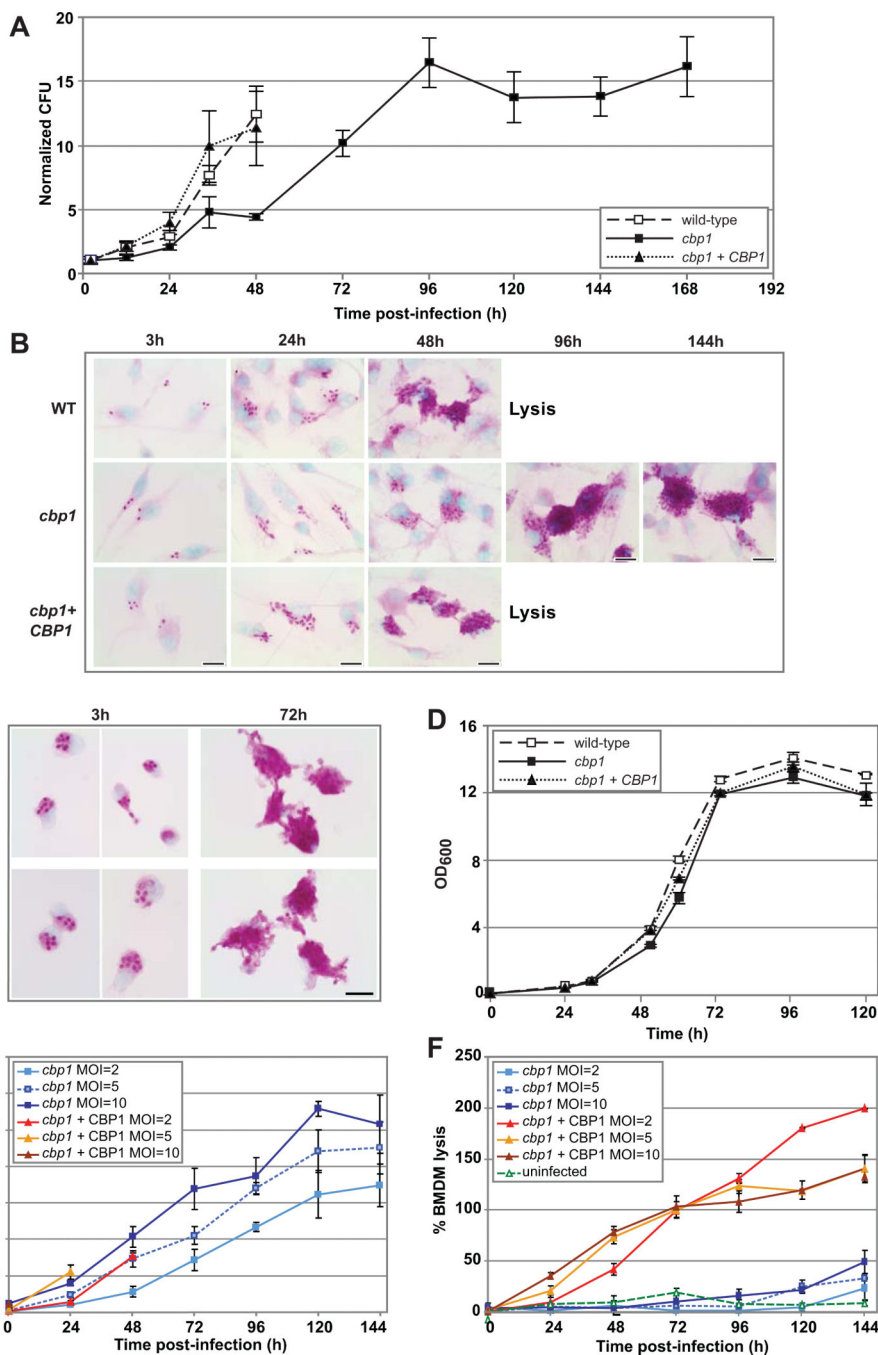 A
Normalized CFU
20
15
10
5
0
0 24 48 72 96 120 144 168 192
Time post-infection (h)
wild-type
cbp1
cbp1 + CBP1
B
3h 24h 48h 96h 144h
WT
Lysis
cbp1
cbp1+
CBP1
Lysis
3h 72h
D
OD600
16
12
8
4
0
0 24 48 72 96 120
Time (h)
wild-type
cbp1
cbp1 + CBP1
cbp1 MOI=2
cbp1 MOI=5
cbp1 MOI=10
cbp1 + CBP1 MOI=2
cbp1 + CBP1 MOI=5
cbp1 + CBP1 MOI=10
0 24 48 72 96 120 144
Time post-infection (h)
F
% BMDM lysis
250
200
150
100
50
0
cbp1 MOI=2
cbp1 MOI=5
cbp1 MOI=10
cbp1 + CBP1 MOI=2
cbp1 + CBP1 MOI=5
cbp1 + CBP1 MOI=10
uninfected
0 24 48 72 96 120 144
Time post-infection (h)